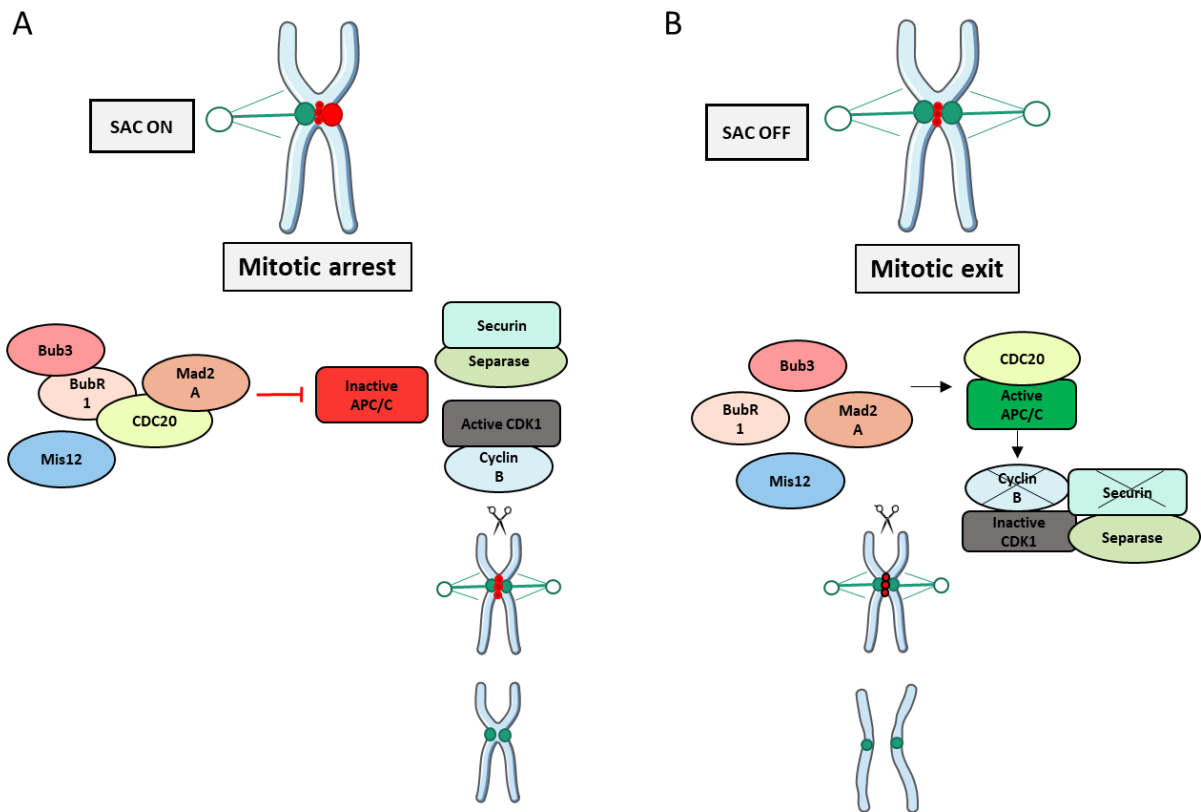 A
SAC ON
Mitotic arrest
Bub3
BubR
1
Mad2
A
CDC20
Mis12
Inactive
APC/C
Securin
Separase
Active CDK1
Cyclin
B
B
SAC OFF
Mitotic exit
Bub3
BubR
1
Mad2
A
Mis12
CDC20
Active
APC/C
Cyclin
B
Securin
Inactive
CDK1
Separase